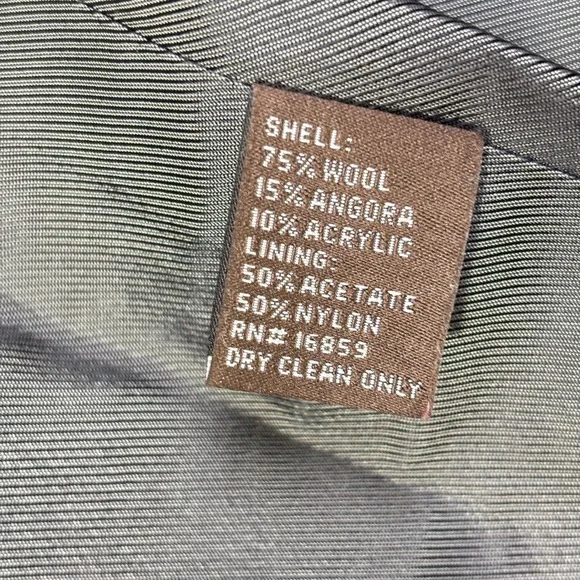 SHELL:
75% WOOL
15% ANGORA
10% ACRYLIC
LINING:
50% ACETATE
50% NYLON
RN# 16859
DRY CLEAN ONLY